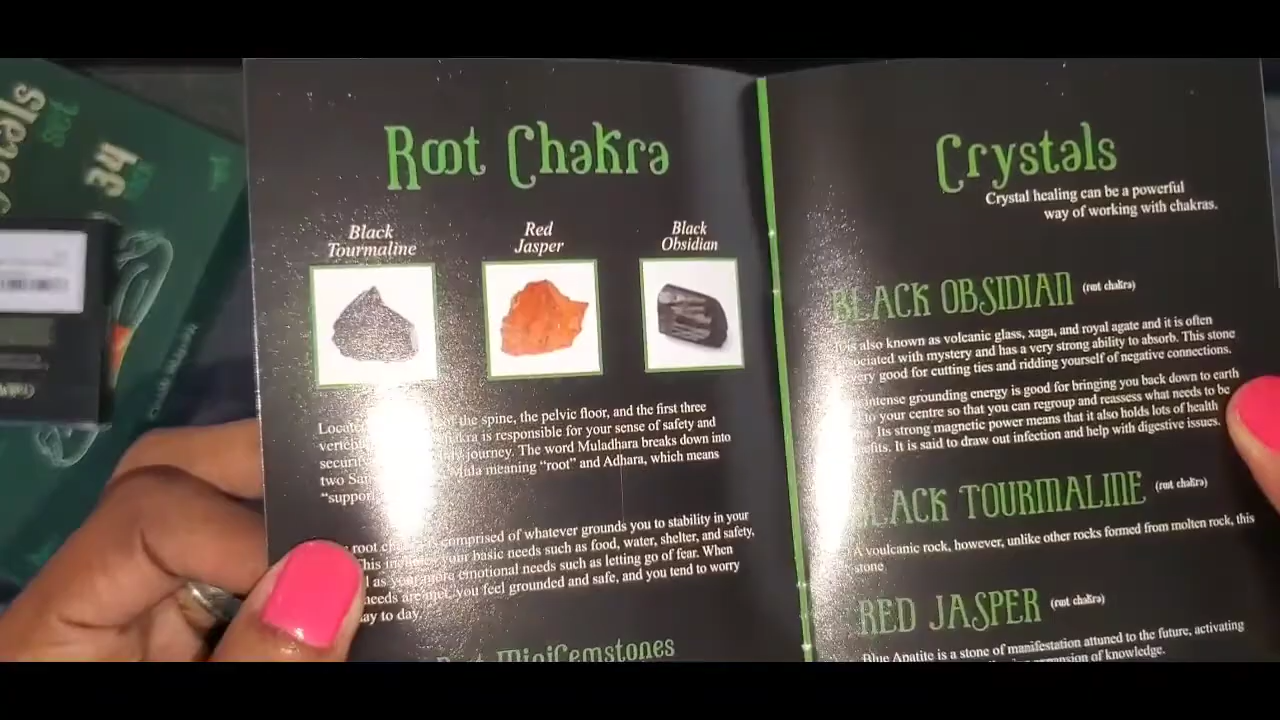 34
Root Chakra
Black
Tourmaline
Red
Jasper
Black
Obsidian
of the spine, the pelvic floor, and the first three
is responsible for your sense of safety and
journey. The word Muladhara breaks down into
two Mula meaning “root” and Adhara, which means
root comprised of whatever grounds you to stability in your
your basic needs such as food, water, shelter, and safety,
as your more emotional needs such as letting go of fear. When
needs are met, you feel grounded and safe, and you tend to worry
to day
Crystals
Crystal healing can be a powerful
way of working with chakras.
BLACK OBSIDIAN (root chakra)
is also known as volcanic glass, xaga, and royal agate and it is often
with mystery and has a very strong ability to absorb. This stone
good for cutting ties and ridding yourself of negative connections.
intense grounding energy is good for bringing you back down to earth
to your centre so that you can regroup and reassess what needs to be
Its strong magnetic power means that it also holds lots of health
It is said to draw out infection and help with digestive issues.
BLACK TOURMALINE (root chakra)
A voulcanic rock, however, unlike other rocks formed from molten rock, this
stone
RED JASPER (root chakra)
Blue Apatite is a stone of manifestation attuned to the future, activating
of knowledge.